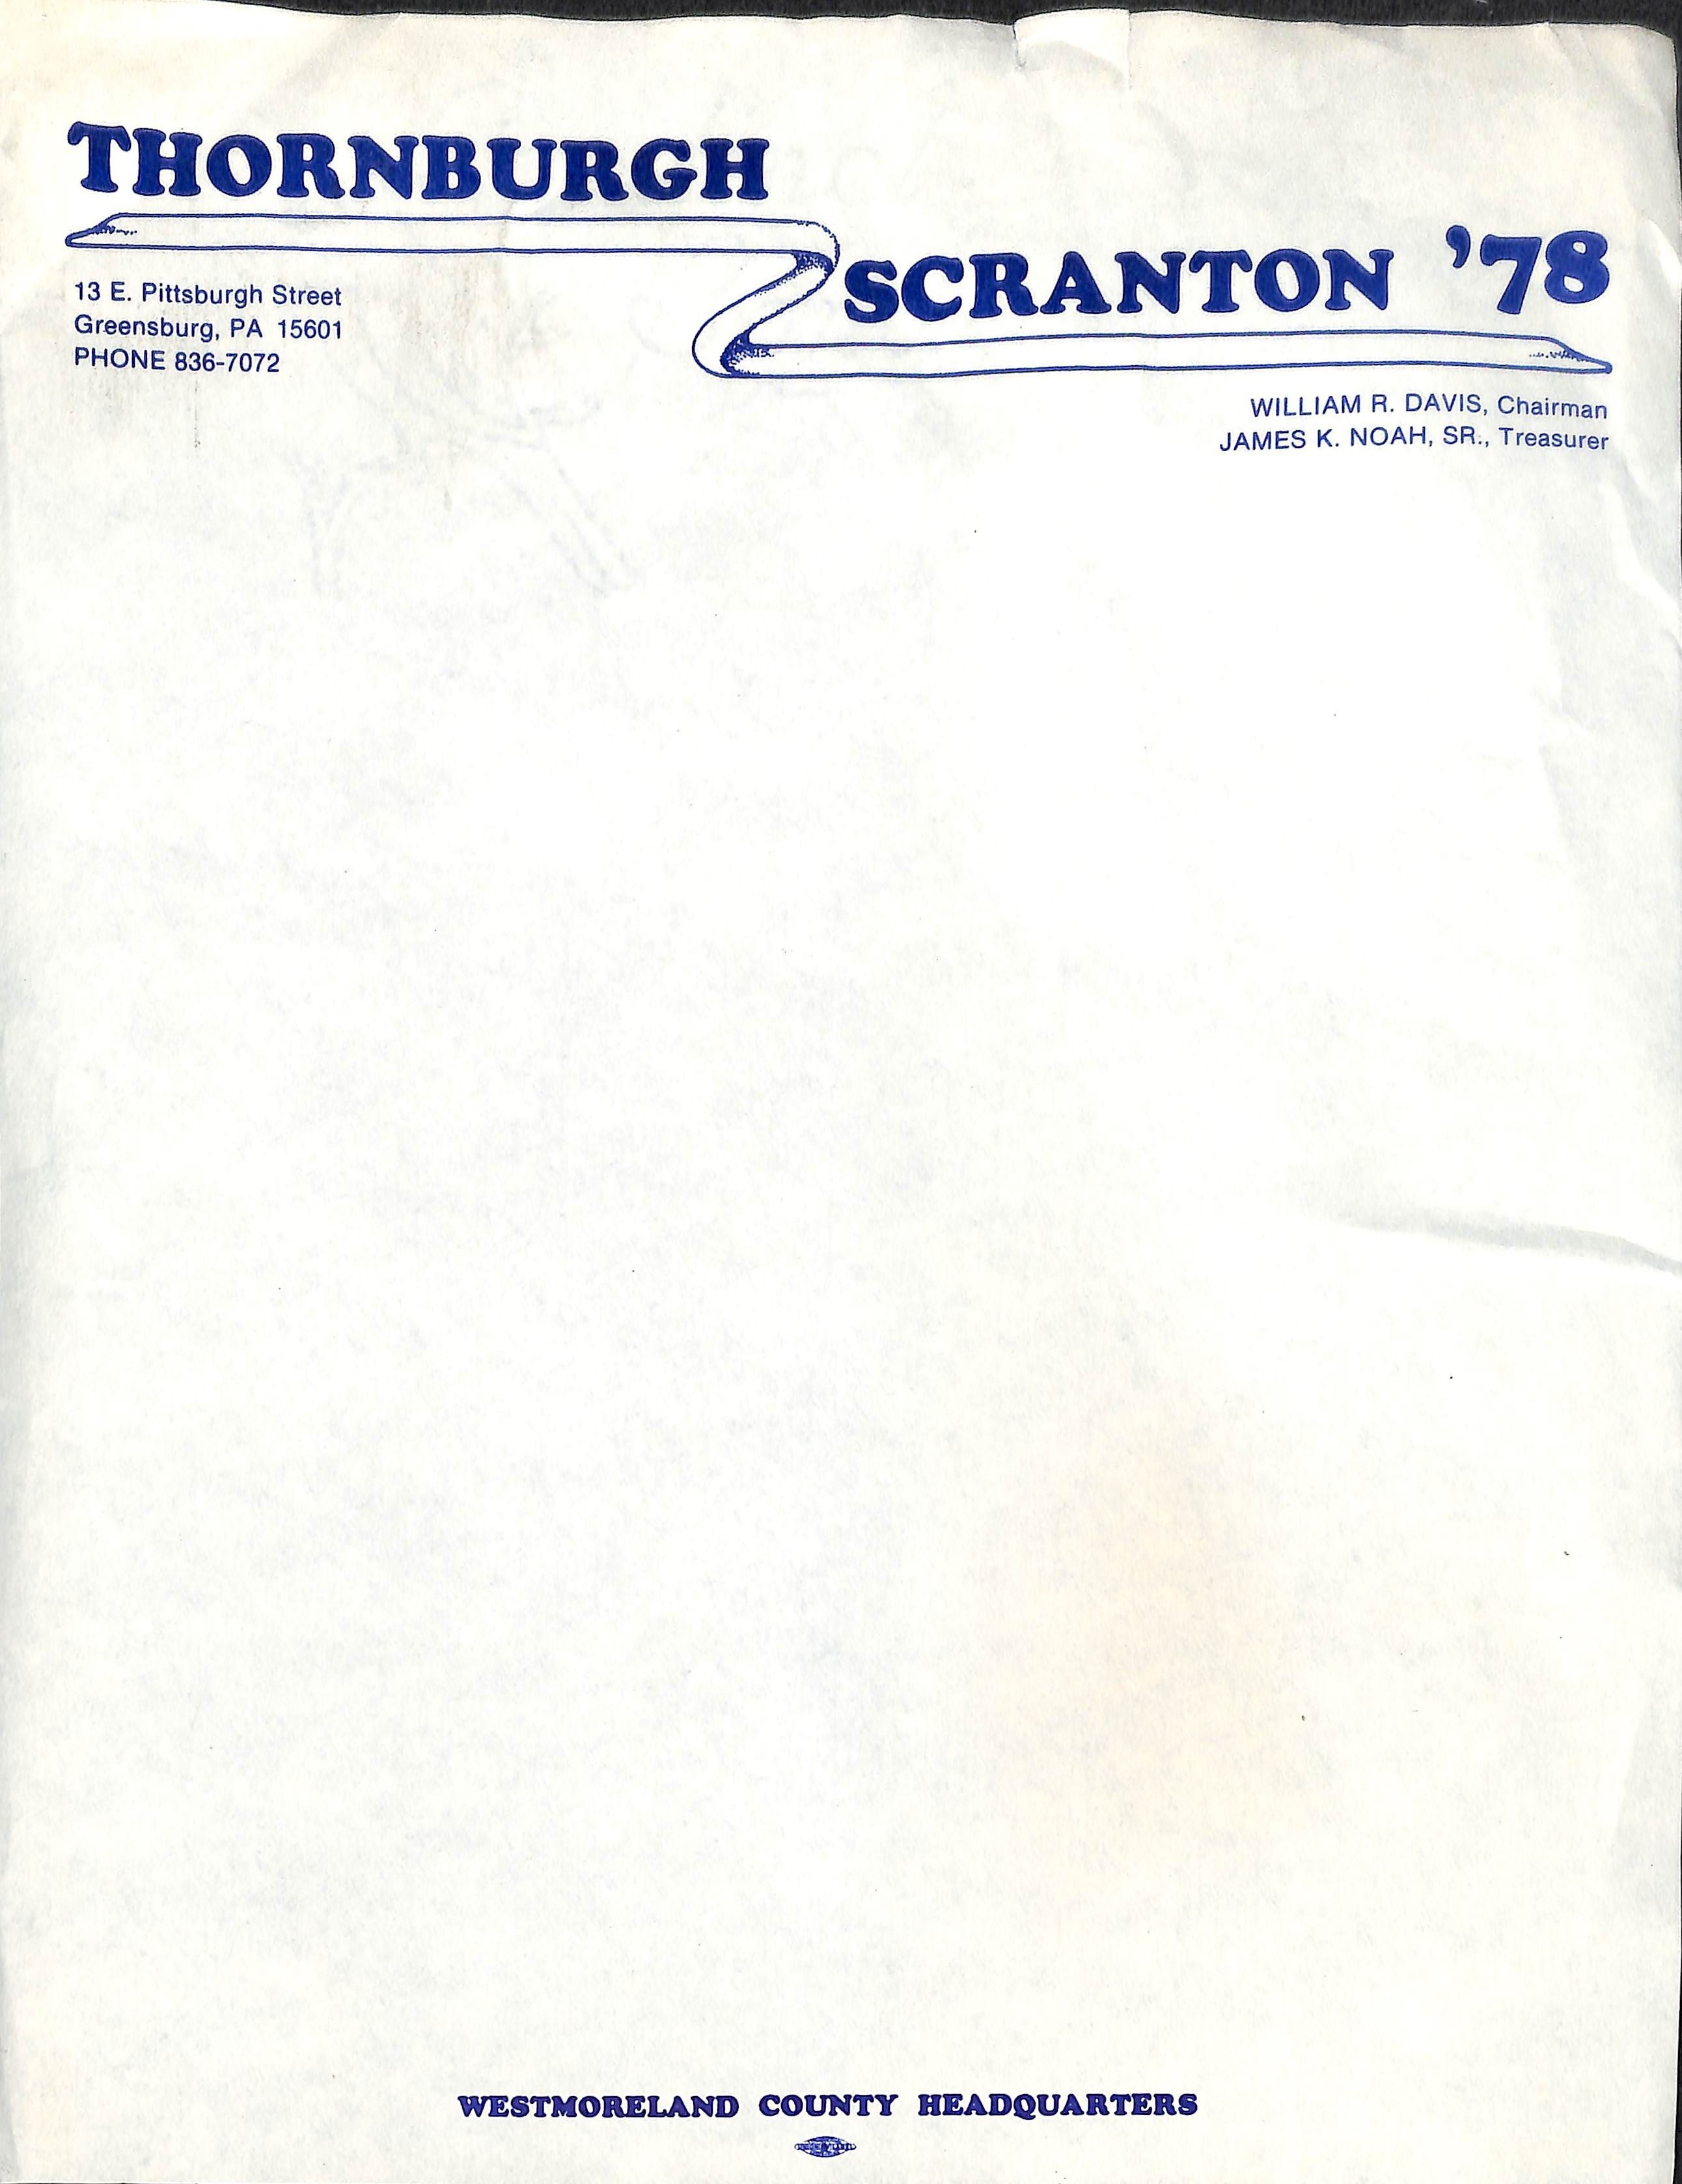 THORNBURGH
SCRANTON ’78
13 E. Pittsburgh Street
Greensburg, PA 15601
PHONE 836-7072
WILLIAM R. DAVIS, Chairman
JAMES K. NOAH, SR., Treasurer
WESTMORELAND COUNTY HEADQUARTERS